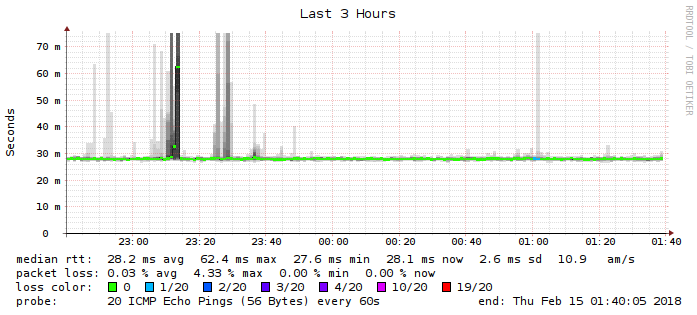 Last 3 Hours
RRDTOOL / TOBI OETIKER
Seconds
70 m
60 m
50 m
40 m
30 m
20 m
10 m
0
23:00 23:20 23:40 00:00 00:20 00:40 01:00 01:20 01:40
median rtt: 28.2 ms avg 62.4 ms max 27.6 ms min 28.1 ms now 2.6 ms sd 10.9 am/s
packet loss: 0.03 % avg 4.33 % max 0.00 % min 0.00 % now
loss color: 0 1/20 2/20 3/20 4/20 10/20 19/20
probe: 20 ICMP Echo Pings (56 Bytes) every 60s end: Thu Feb 15 01:40:05 2018